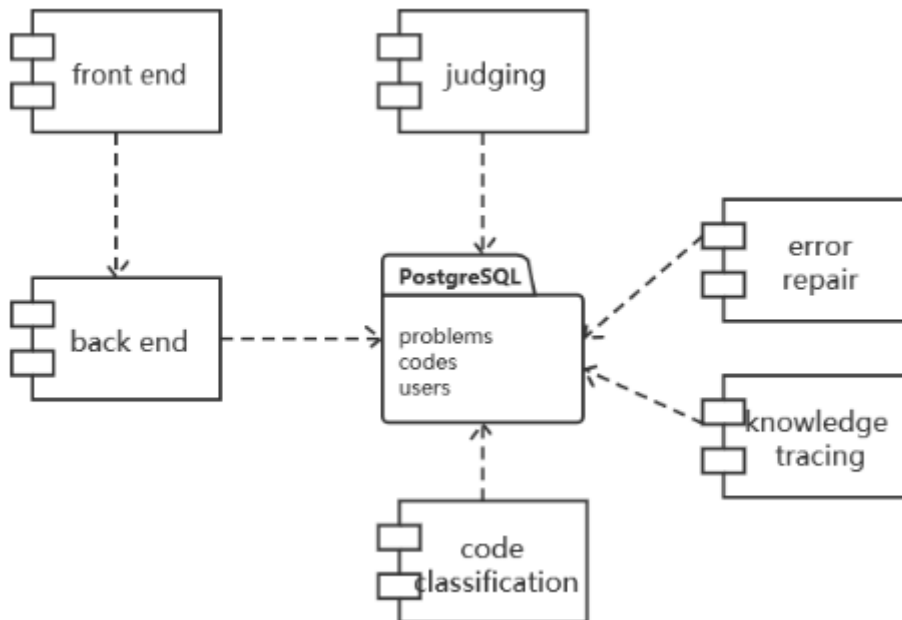 front end
judging
error
repair
back end
PostgreSQL
problems
codes
users
knowledge
tracing
code
classification